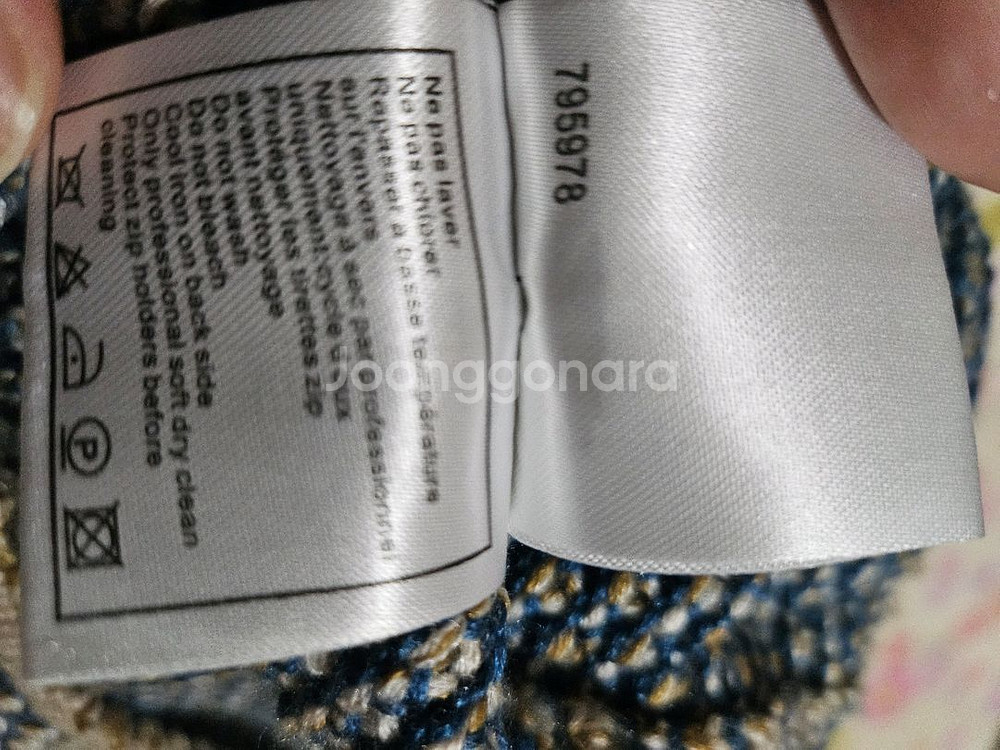 Ne pas laver
Ne pas chlorer
Repasser à basse température
sur l'envers
Nettoyage à sec par professionnel
uniquement cycle doux
Protéger les tirettes zip
avant nettoyage
Do not wash
Do not bleach
Cool iron on back side
Only professional soft dry clean
Protect zip holders before
cleaning
P
795978
Joonggonara